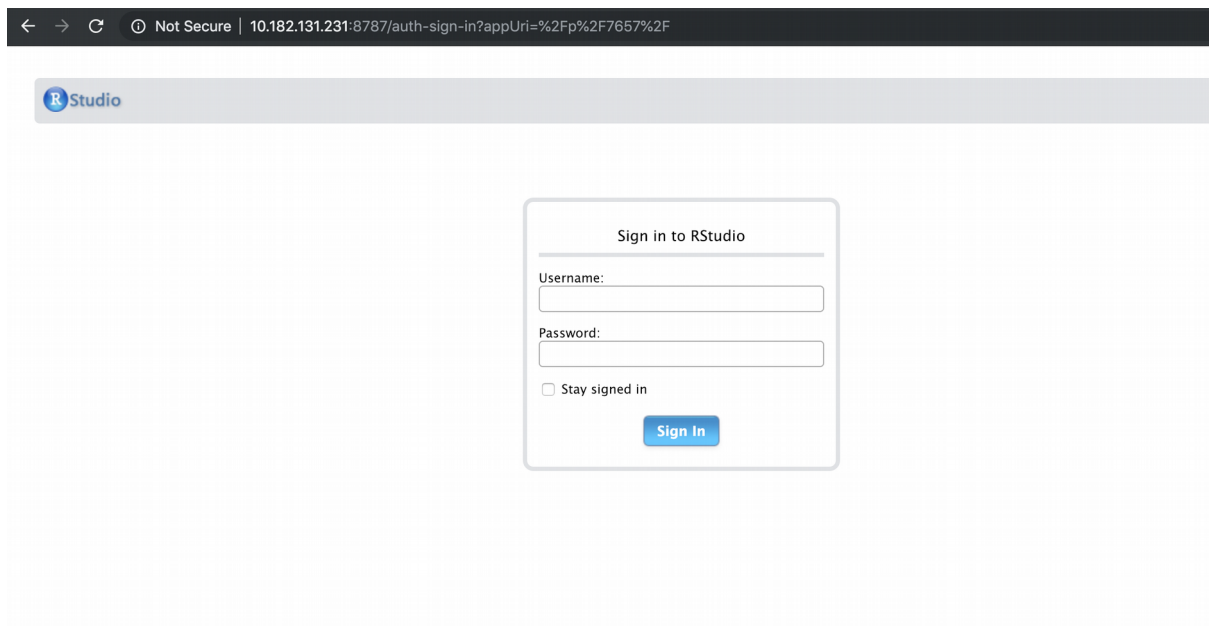 Not Secure | 10.182.131.231:8787/auth-sign-in?appUri=%2Fp%2F7657%2F
R Studio
Sign in to RStudio
Username:
Password:
Stay signed in
Sign In